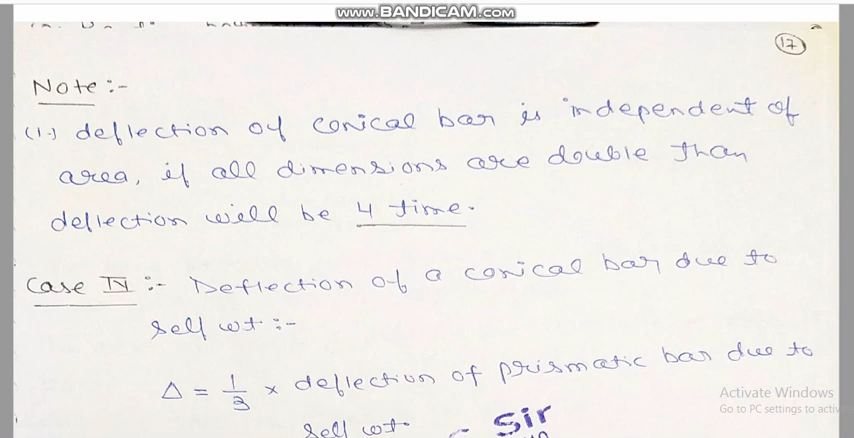 www.BANDICAM.com
17
Note :-
(1.) deflection of conical bar is independent of
area, if all dimensions are double than
deflection will be 4 time.
Case IV :- Deflection of a conical bar due to
self wt :-
Δ = 1/3 × deflection of prismatic bar due to
self wt.
Sir
Activate Windows
Go to PC settings to activ